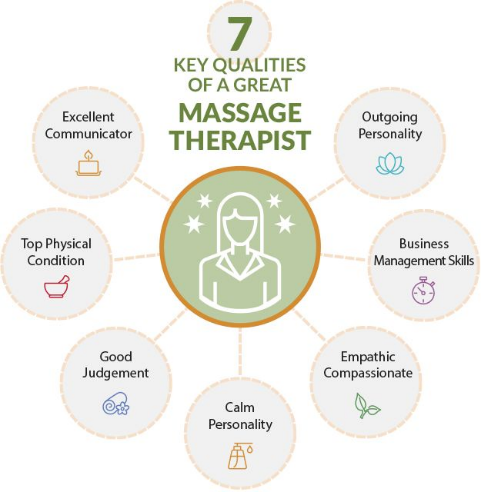 7
KEY QUALITIES
OF A GREAT
MASSAGE
THERAPIST
Excellent
Communicator
Outgoing
Personality
Top Physical
Condition
Business
Management Skills
Good
Judgement
Empathic
Compassionate
Calm
Personality